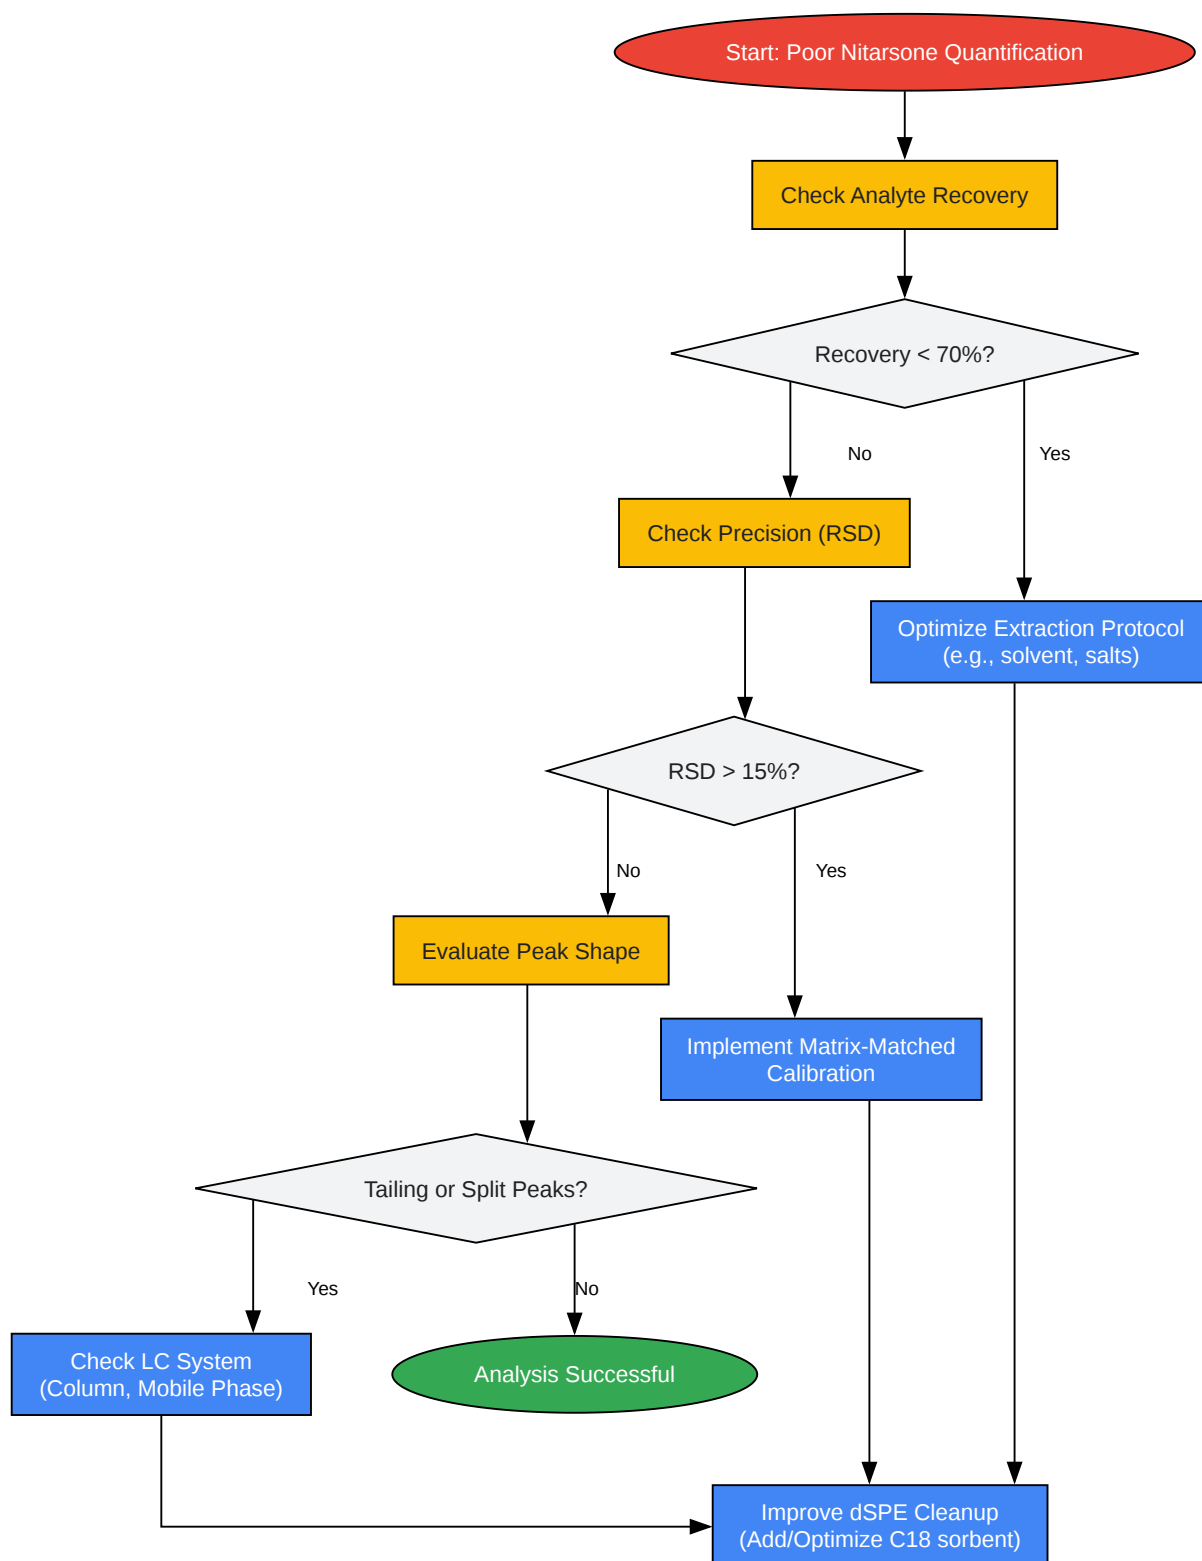 Start: Poor Nitarsone Quantification
Check Analyte Recovery
Recovery < 70%?
No
Yes
Check Precision (RSD)
Optimize Extraction Protocol
(e.g., solvent, salts)
RSD > 15%?
No
Yes
Evaluate Peak Shape
Implement Matrix-Matched
Calibration
Tailing or Split Peaks?
Yes
No
Check LC System
(Column, Mobile Phase)
Analysis Successful
Improve dSPE Cleanup
(Add/Optimize C18 sorbent)